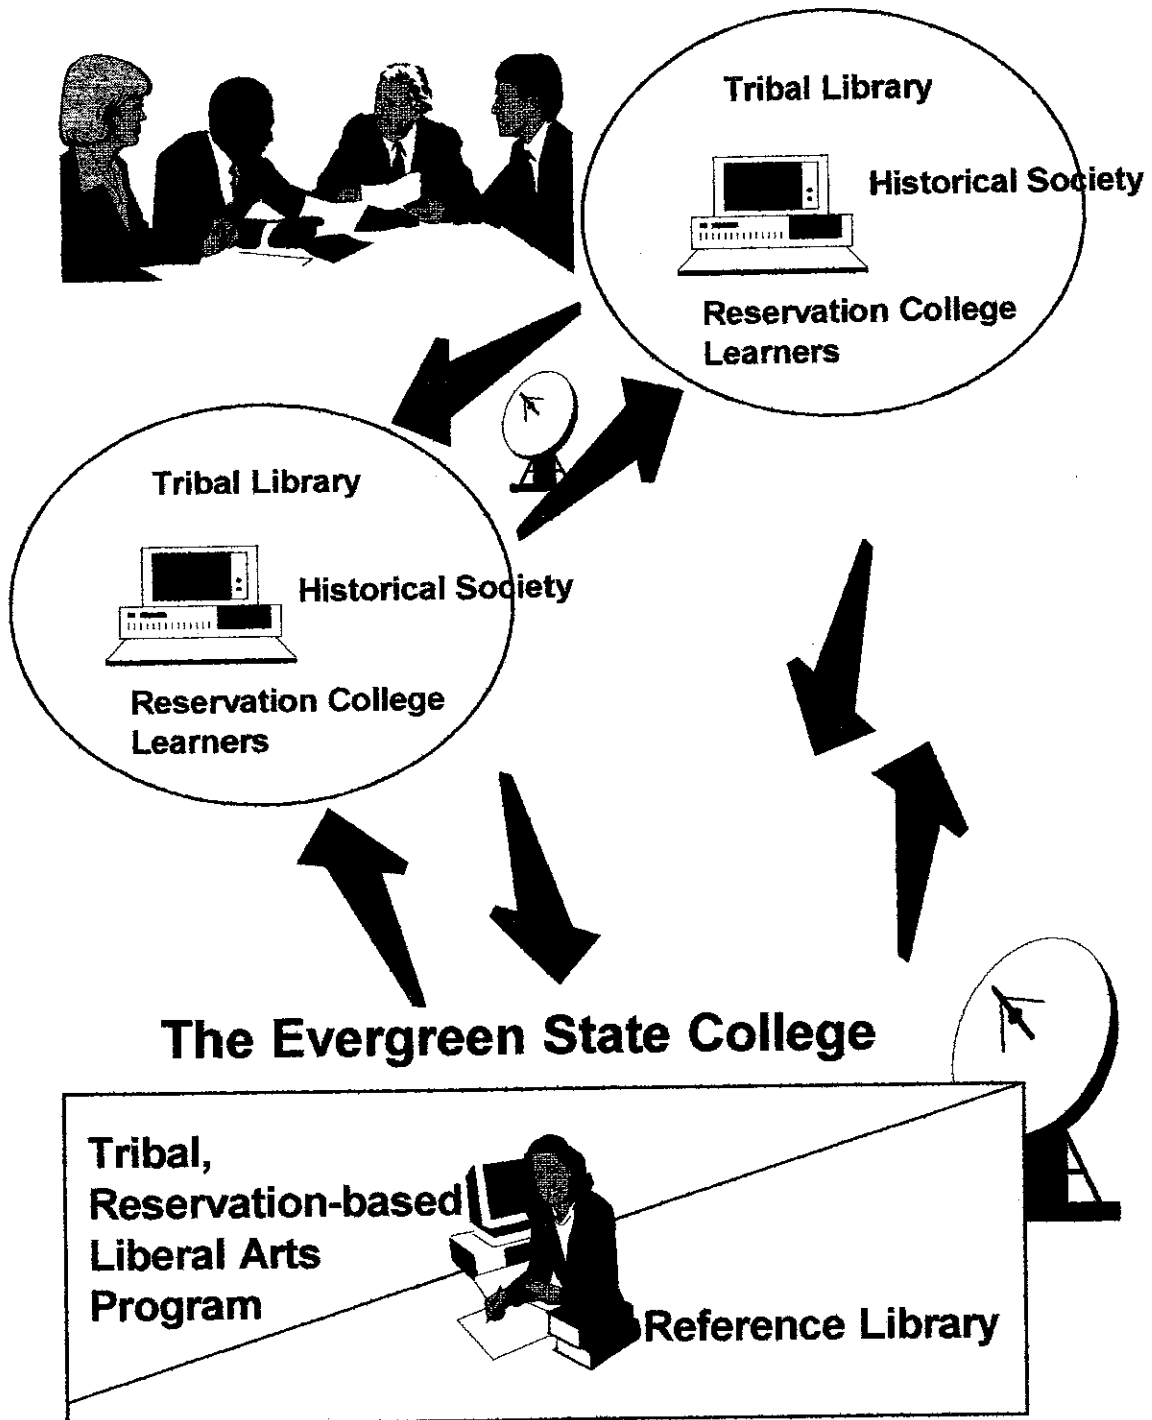 Tribal Library
Historical Society
Reservation College
Learners
Tribal Library
Historical Society
Reservation College
Learners
The Evergreen State College
Tribal,
Reservation-based
Liberal Arts
Program
Reference Library